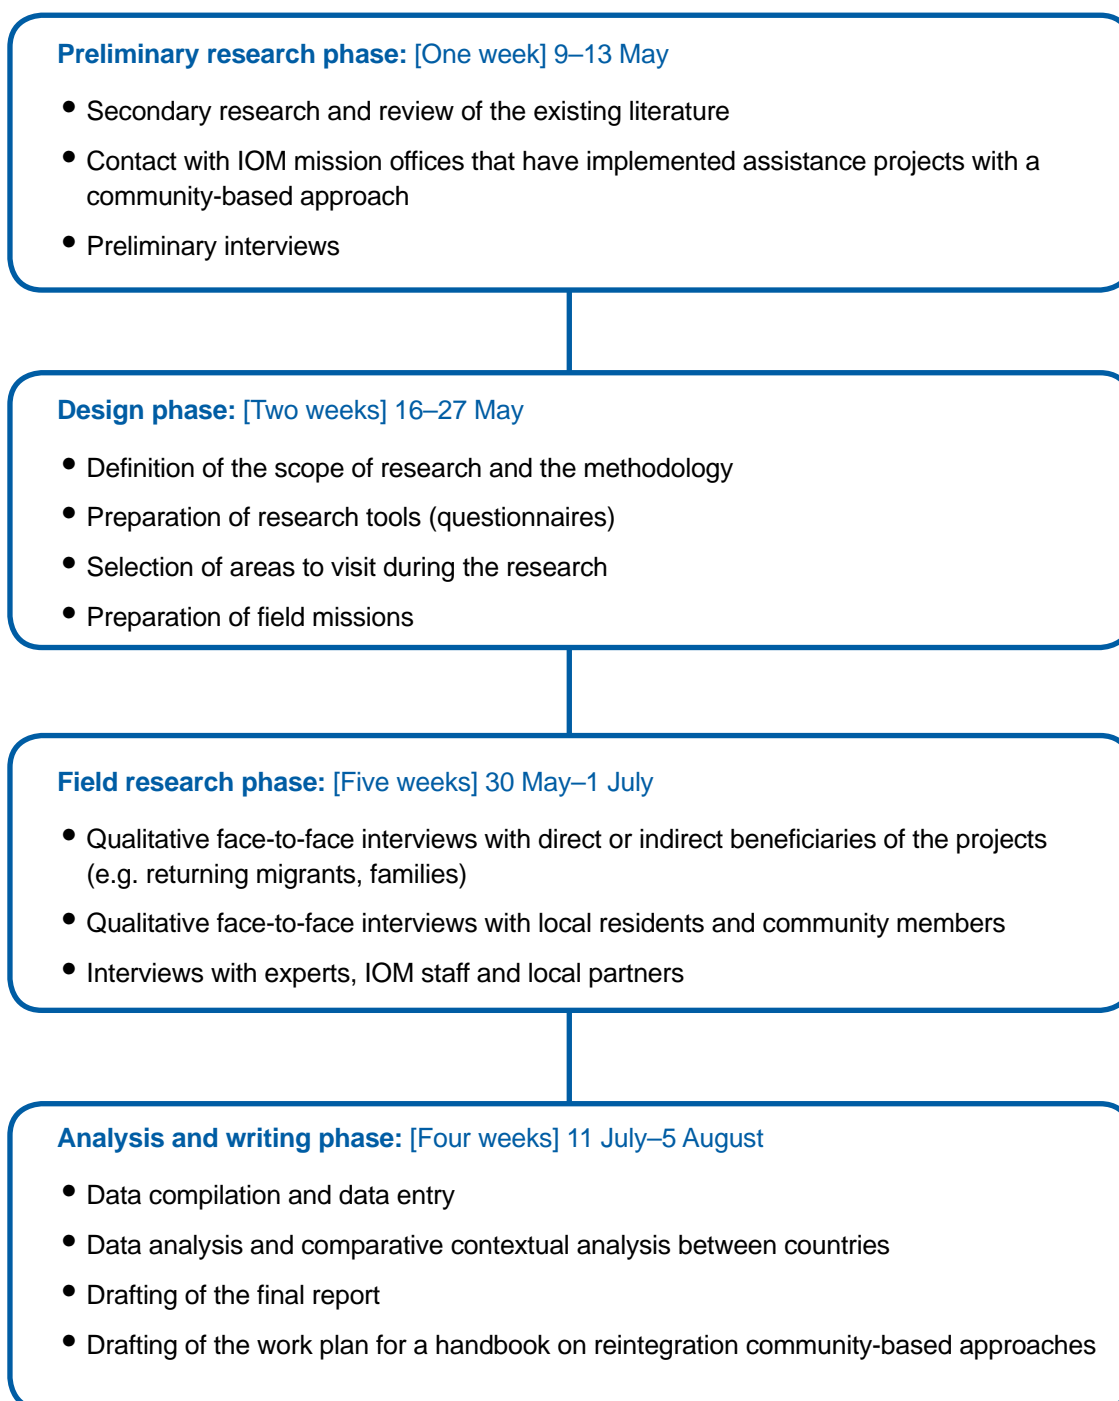 Preliminary research phase: [One week] 9–13 May
• Secondary research and review of the existing literature
• Contact with IOM mission offices that have implemented assistance projects with a
community-based approach
• Preliminary interviews
Design phase: [Two weeks] 16–27 May
• Definition of the scope of research and the methodology
• Preparation of research tools (questionnaires)
• Selection of areas to visit during the research
• Preparation of field missions
Field research phase: [Five weeks] 30 May–1 July
• Qualitative face-to-face interviews with direct or indirect beneficiaries of the projects
(e.g. returning migrants, families)
• Qualitative face-to-face interviews with local residents and community members
• Interviews with experts, IOM staff and local partners
Analysis and writing phase: [Four weeks] 11 July–5 August
• Data compilation and data entry
• Data analysis and comparative contextual analysis between countries
• Drafting of the final report
• Drafting of the work plan for a handbook on reintegration community-based approaches